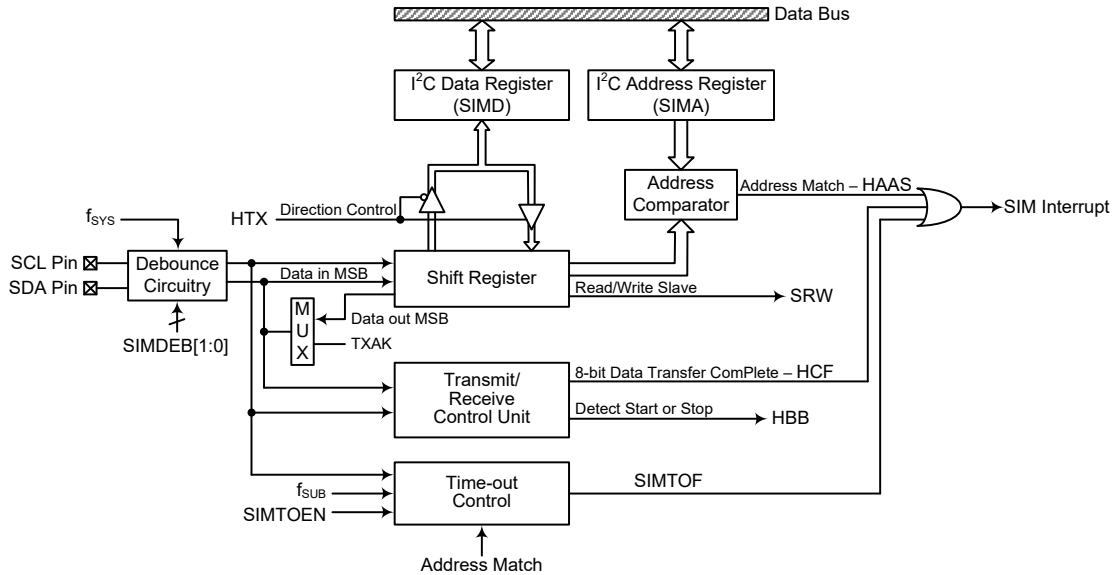 Data Bus
I²C Data Register
(SIMD)
I²C Address Register
(SIMA)
Address
Comparator
Address Match – HAAS
SIM Interrupt
HTX
Direction Control
fSYS
SCL Pin
SDA Pin
Debounce
Circuitry
SIMDEB[1:0]
Data in MSB
Shift Register
Read/Write Slave
SRW
M
U
X
Data out MSB
TXAK
Transmit/
Receive
Control Unit
8-bit Data Transfer ComPlete – HCF
Detect Start or Stop
HBB
Time-out
Control
fSUB
SIMTOEN
SIMTOF
Address Match